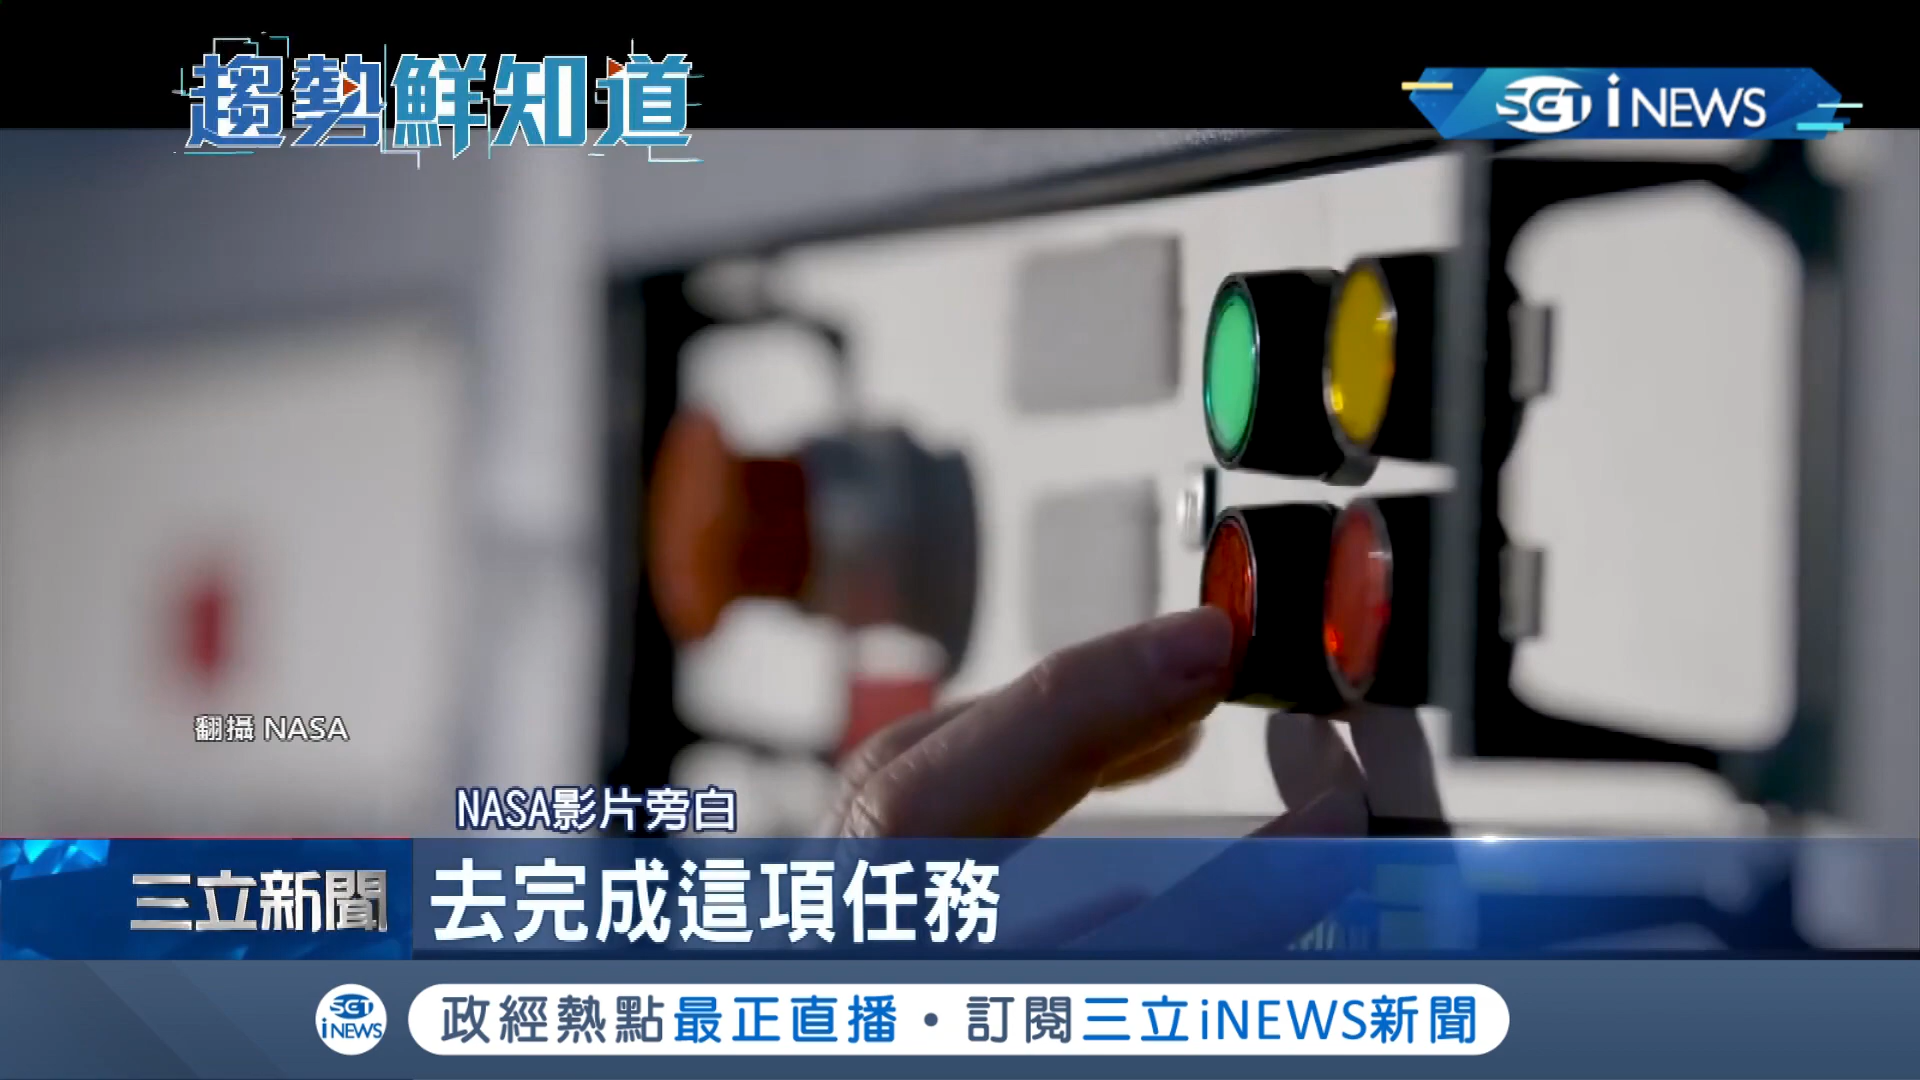 趨勢鮮知道
SET iNEWS
翻攝 NASA
NASA影片旁白
三立新聞
去完成這項任務
SET iNEWS
政經熱點最正直播・訂閱三立iNEWS新聞